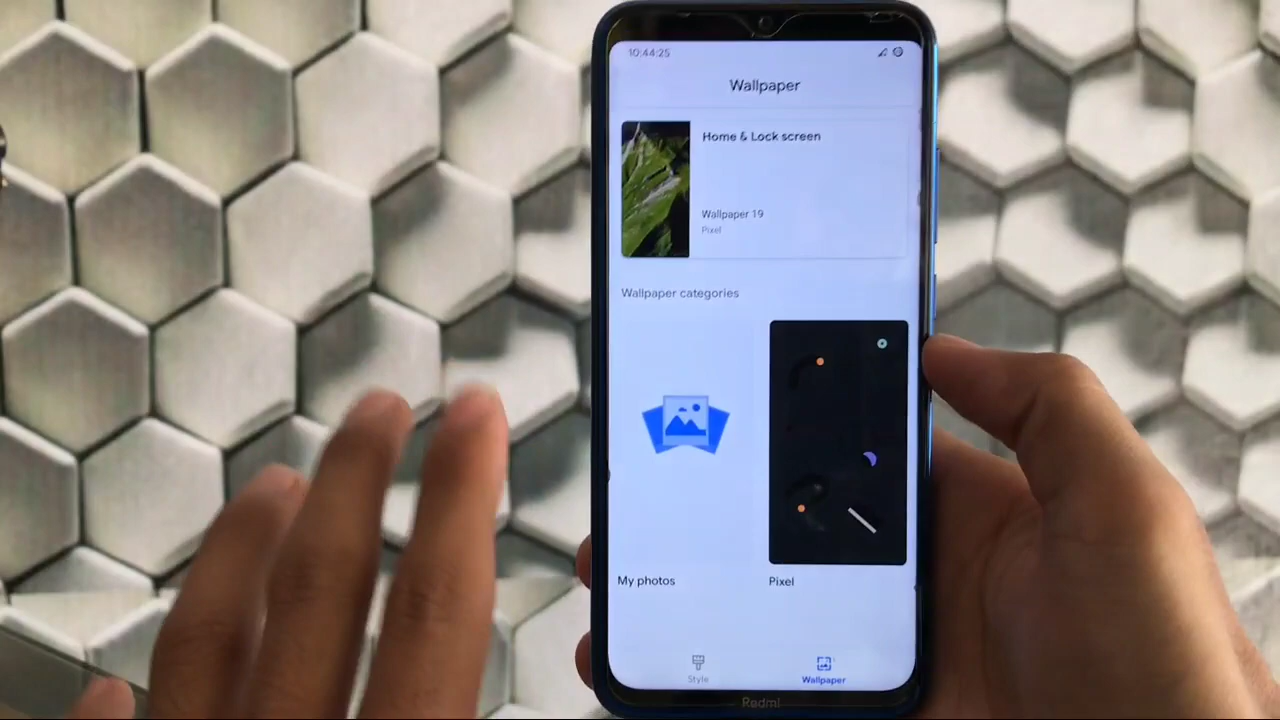 10:44:25
Wallpaper
Home & Lock screen
Wallpaper 19
Pixel
Wallpaper categories
My photos
Pixel
Style
Wallpaper
Redmi